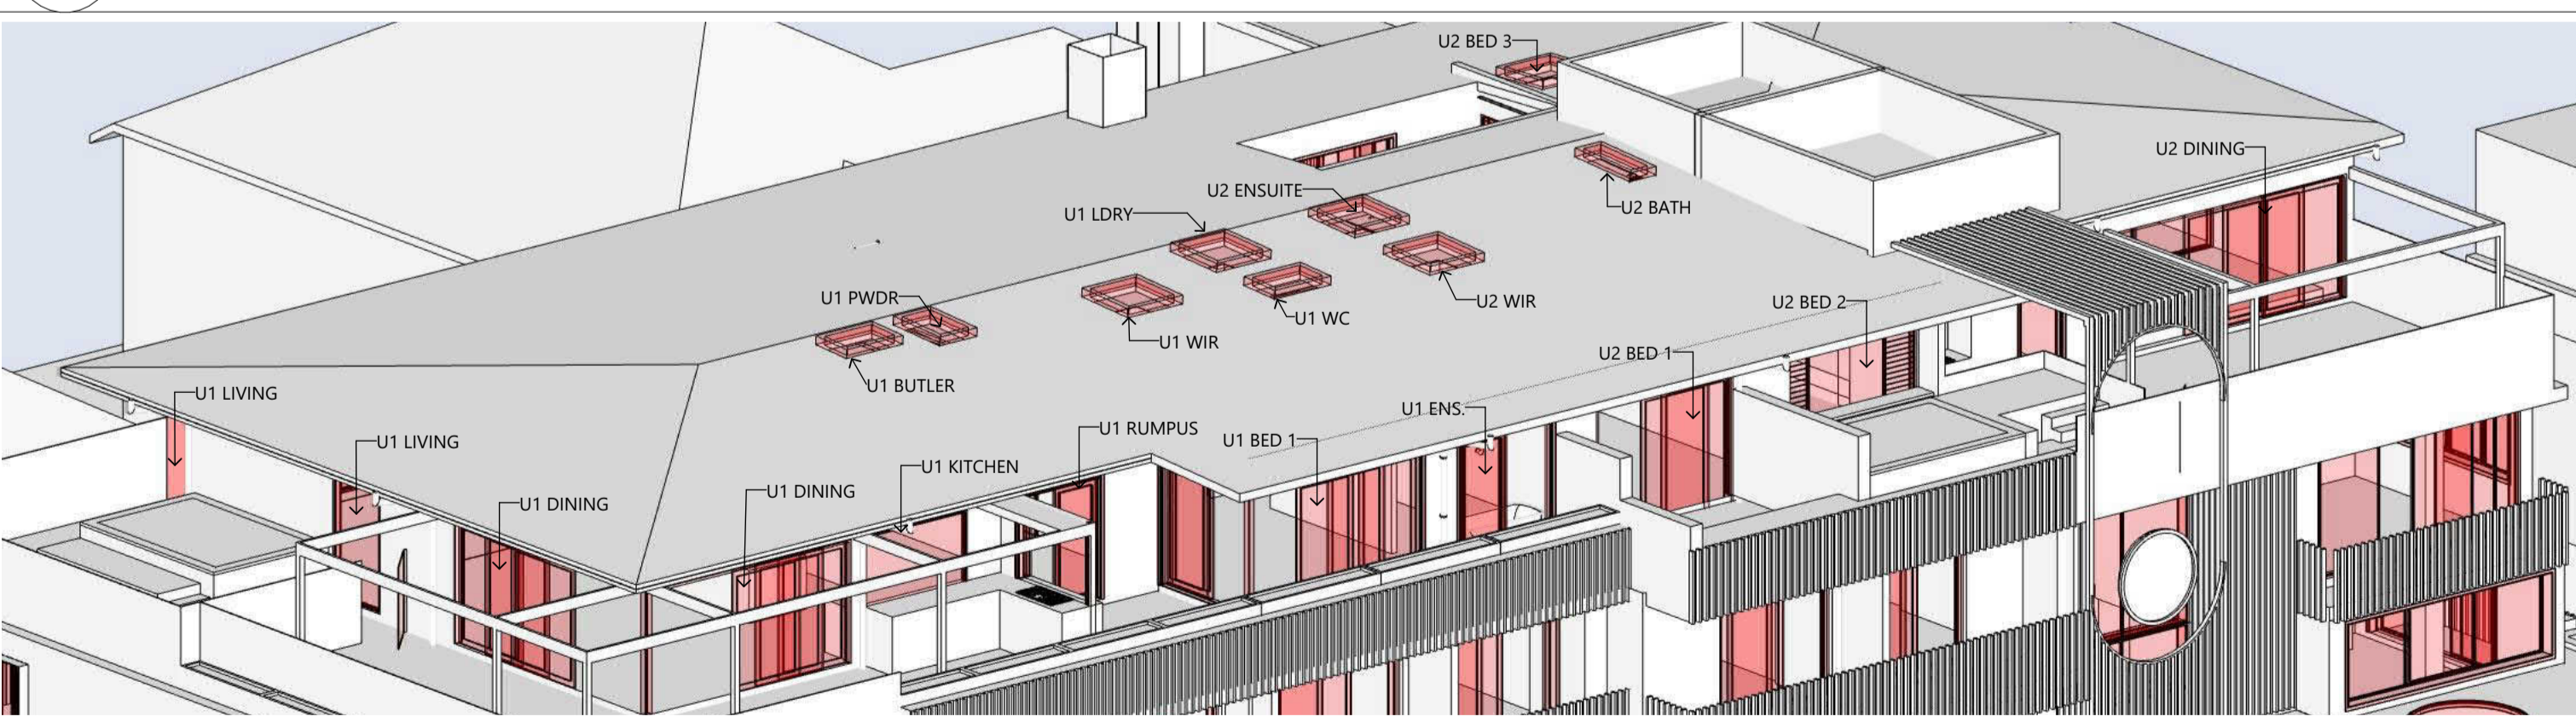 U2 BED 3
U2 DINING
U2 ENSUITE
U2 BATH
U1 LDRY
U1 PWDR
U2 WIR
U2 BED 2
U1 WC
U1 WIR
U2 BED 1
U1 BUTLER
U1 LIVING
U1 ENS.
U1 RUMPUS
U1 BED 1
U1 LIVING
U1 KITCHEN
U1 DINING
U1 DINING